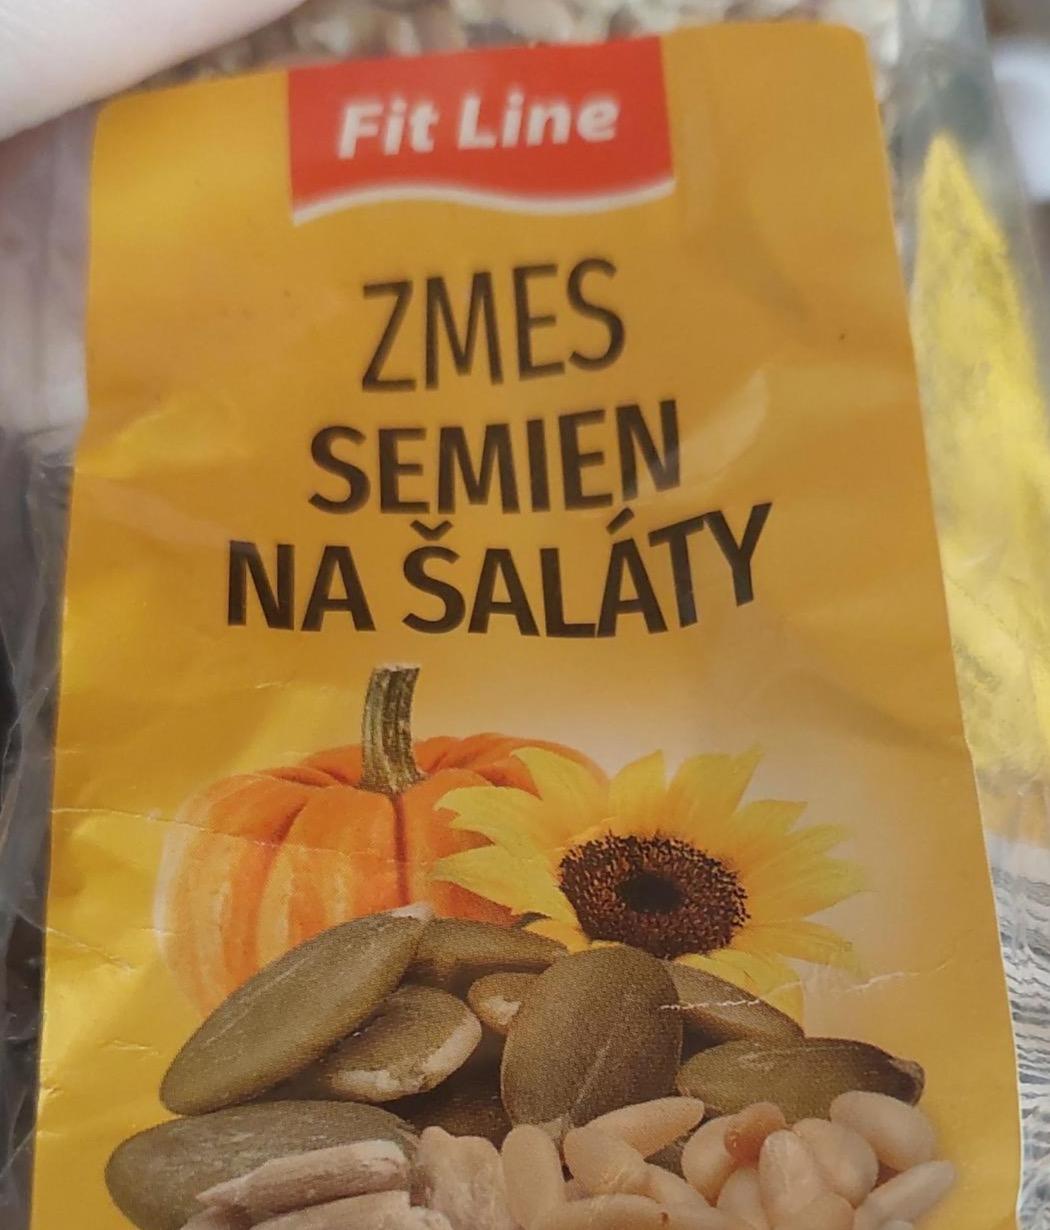 Fit Line
ZMES
SEMIEN
NA ŠALÁTY